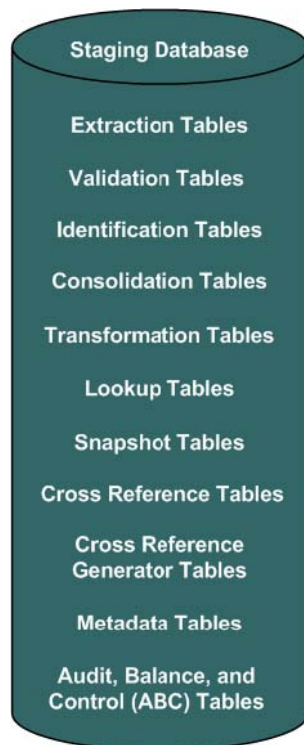 Staging Database
Extraction Tables
Validation Tables
Identification Tables
Consolidation Tables
Transformation Tables
Lookup Tables
Snapshot Tables
Cross Reference Tables
Cross Reference
Generator Tables
Metadata Tables
Audit, Balance, and
Control (ABC) Tables